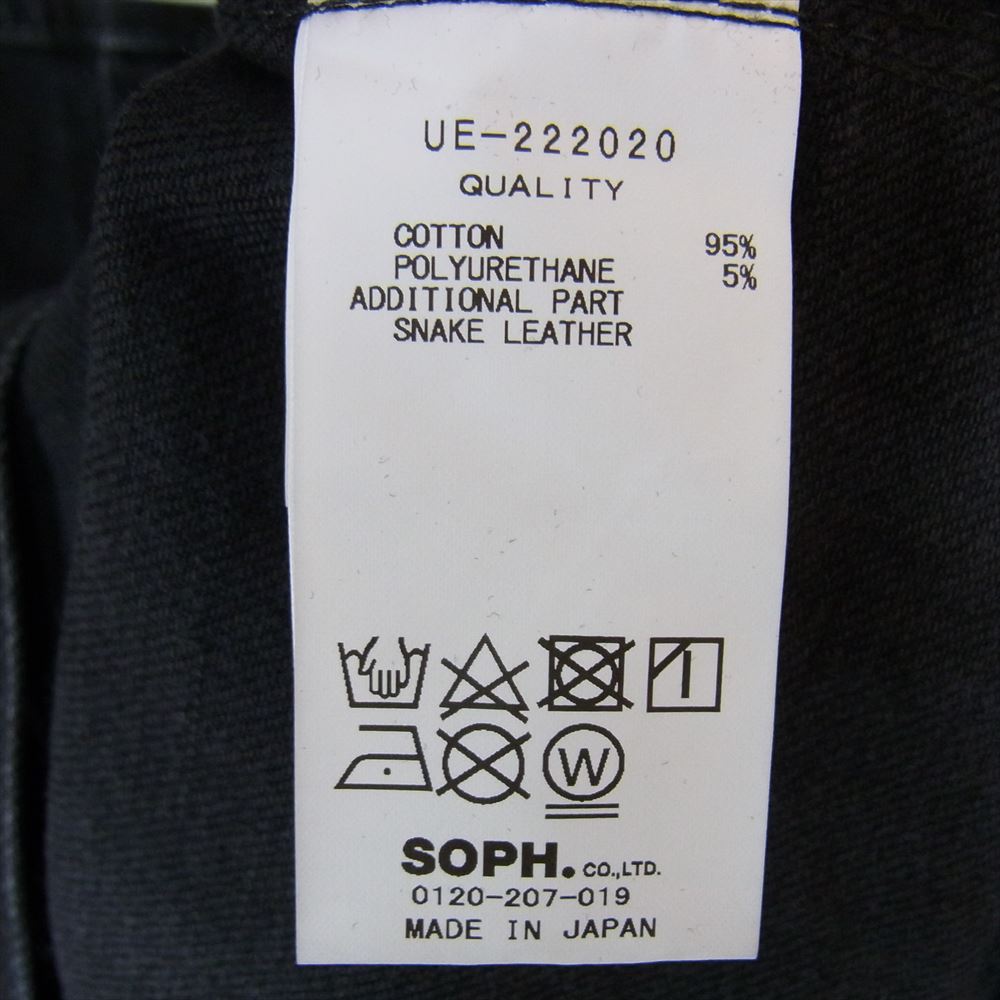 UE-222020
QUALITY
COTTON 95%
POLYURETHANE 5%
ADDITIONAL PART
SNAKE LEATHER
W
SOPH. CO.,LTD.
0120-207-019
MADE IN JAPAN